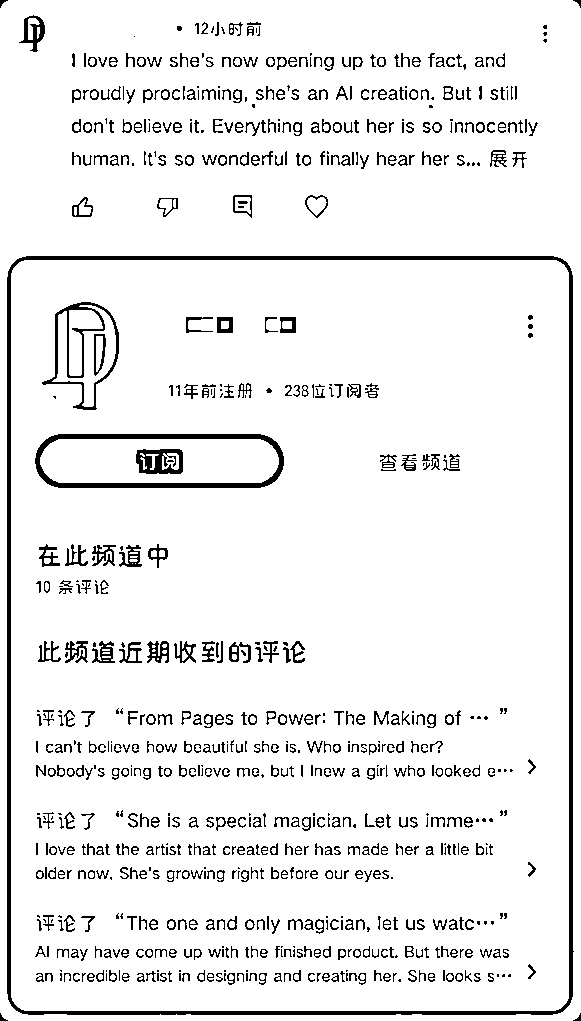 • 12小时前
I love how she's now opening up to the fact, and
proudly proclaiming, she's an AI creation. But I still
don't believe it. Everything about her is so innocently
human. It's so wonderful to finally hear her s... 展开
11年前注册 • 238位订阅者
订阅
查看频道
在此频道中
10 条评论
此频道近期收到的评论
评论了 “From Pages to Power: The Making of ··· ”
I can't believe how beautiful she is. Who inspired her?
Nobody's going to believe me, but I lnew a girl who looked e···
评论了 “She is a special magician. Let us imme··· ”
I love that the artist that created her has made her a little bit
older now. She's growing right before our eyes.
评论了 “The one and only magician, let us watc··· ”
AI may have come up with the finished product. But there was
an incredible artist in designing and creating her. She looks s···